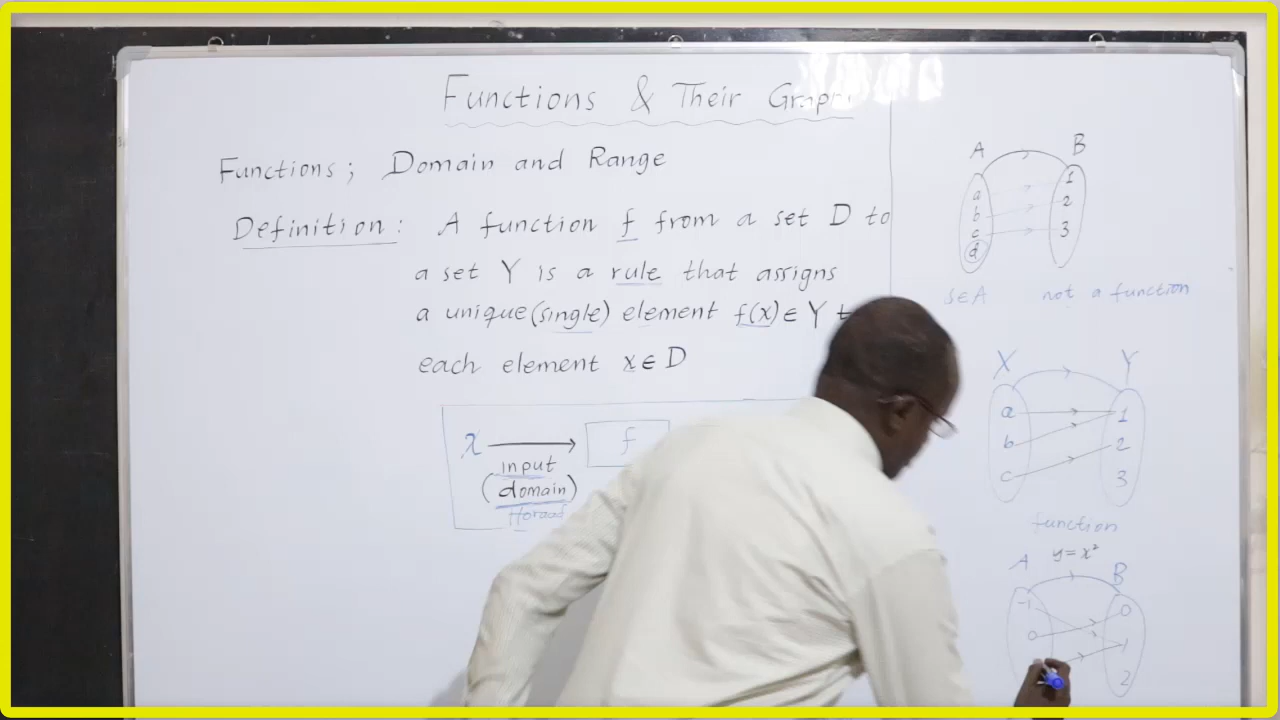 Functions & Their Graph
Functions; Domain and Range
Definition: A function f from a set D to
a set Y is a rule that assigns
a unique(single) element f(x) ∈ Y
each element x ∈ D
x
f
input
(domain)
A
B
a
b
c
d
1
2
3
not a function
X
Y
a
b
c
1
2
3
function
y = x²
A
B
-1
0
0
1
2